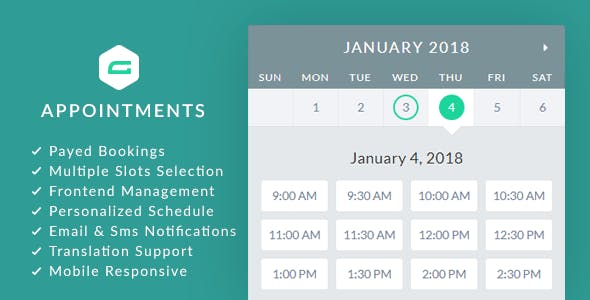 APPOINTMENTS
Payed Bookings
Multiple Slots Selection
Frontend Management
Personalized Schedule
Email & Sms Notifications
Translation Support
Mobile Responsive
JANUARY 2018
SUN MON TUE WED THU FRI SAT
1 2 3 4 5 6
January 4, 2018
9:00 AM 9:30 AM 10:00 AM 10:30 AM
11:00 AM 11:30 AM 12:00 PM 12:30 PM
1:00 PM 1:30 PM 2:00 PM 2:30 PM